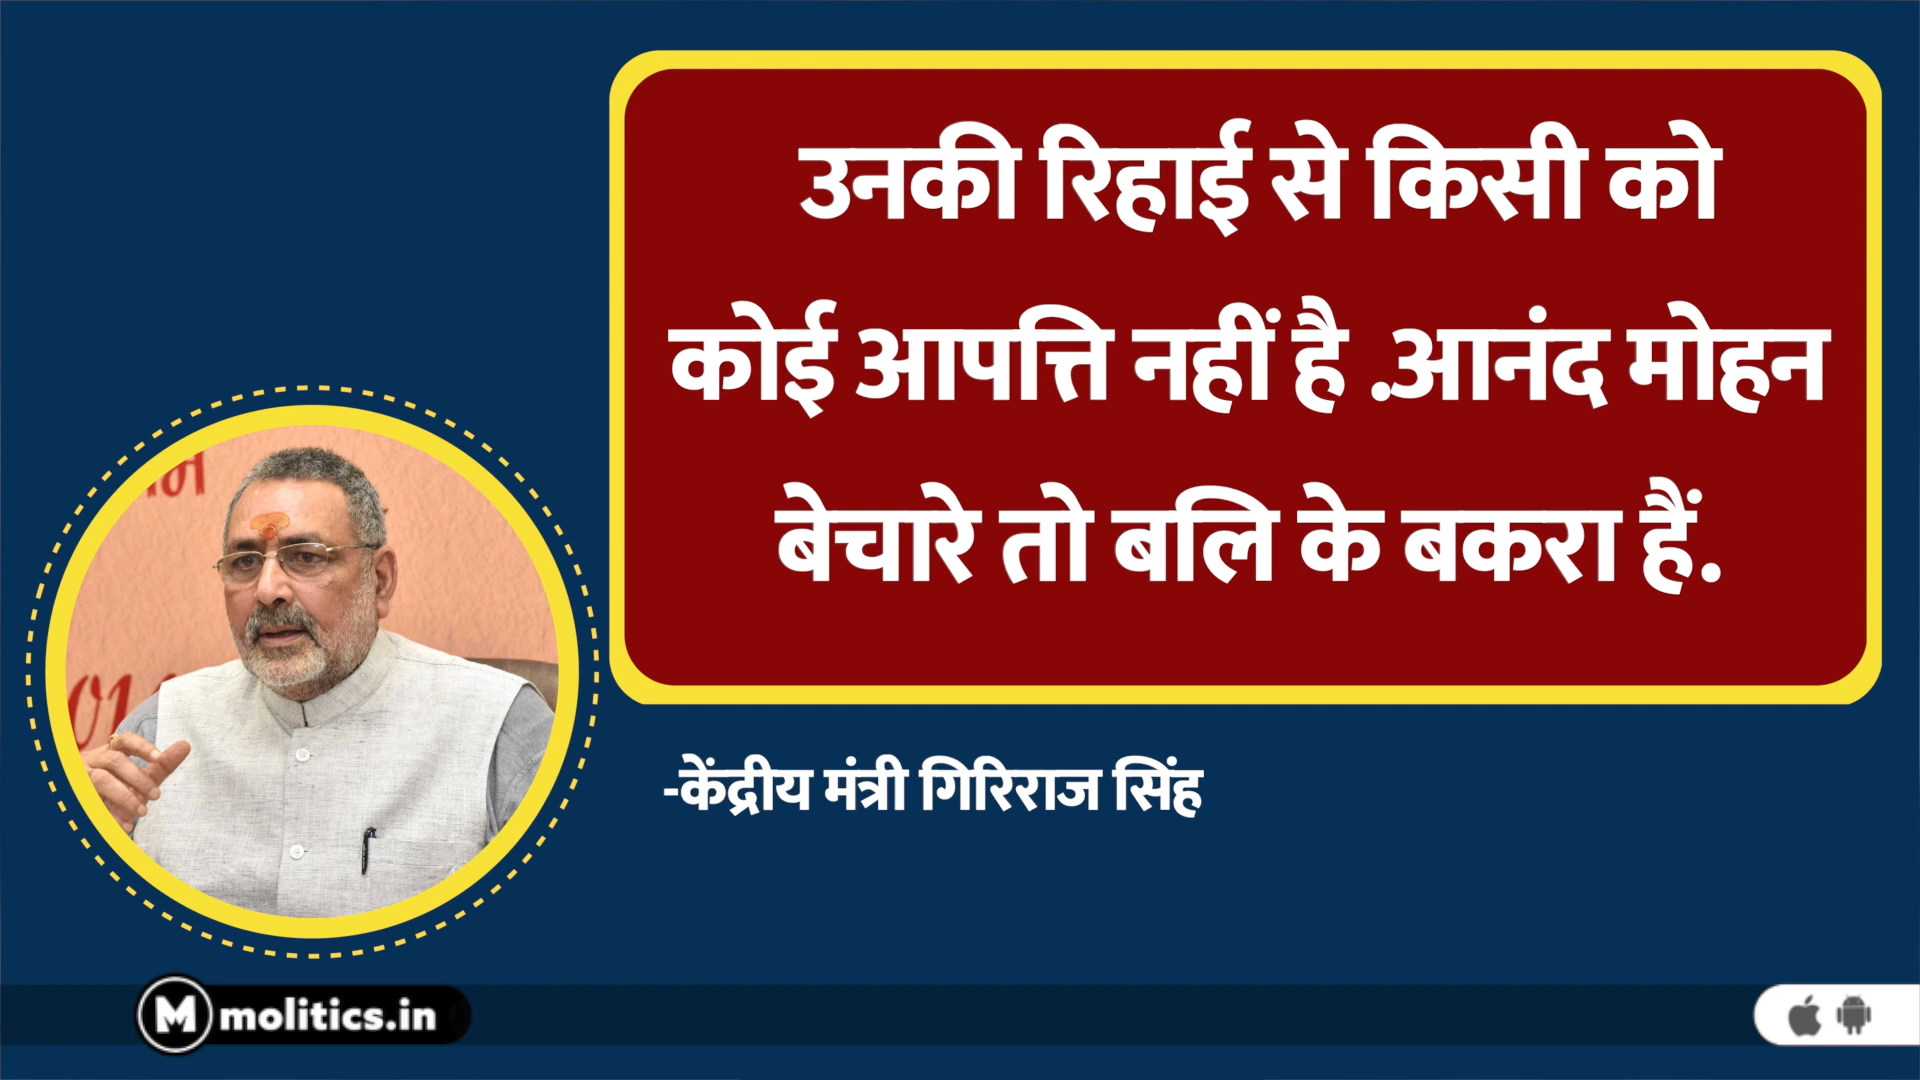 उनकी रिहाई से किसी को
कोई आपत्ति नहीं है .आनंद मोहन
बेचारे तो बलि के बकरा हैं.
-केंद्रीय मंत्री गिरिराज सिंह
M molitics.in